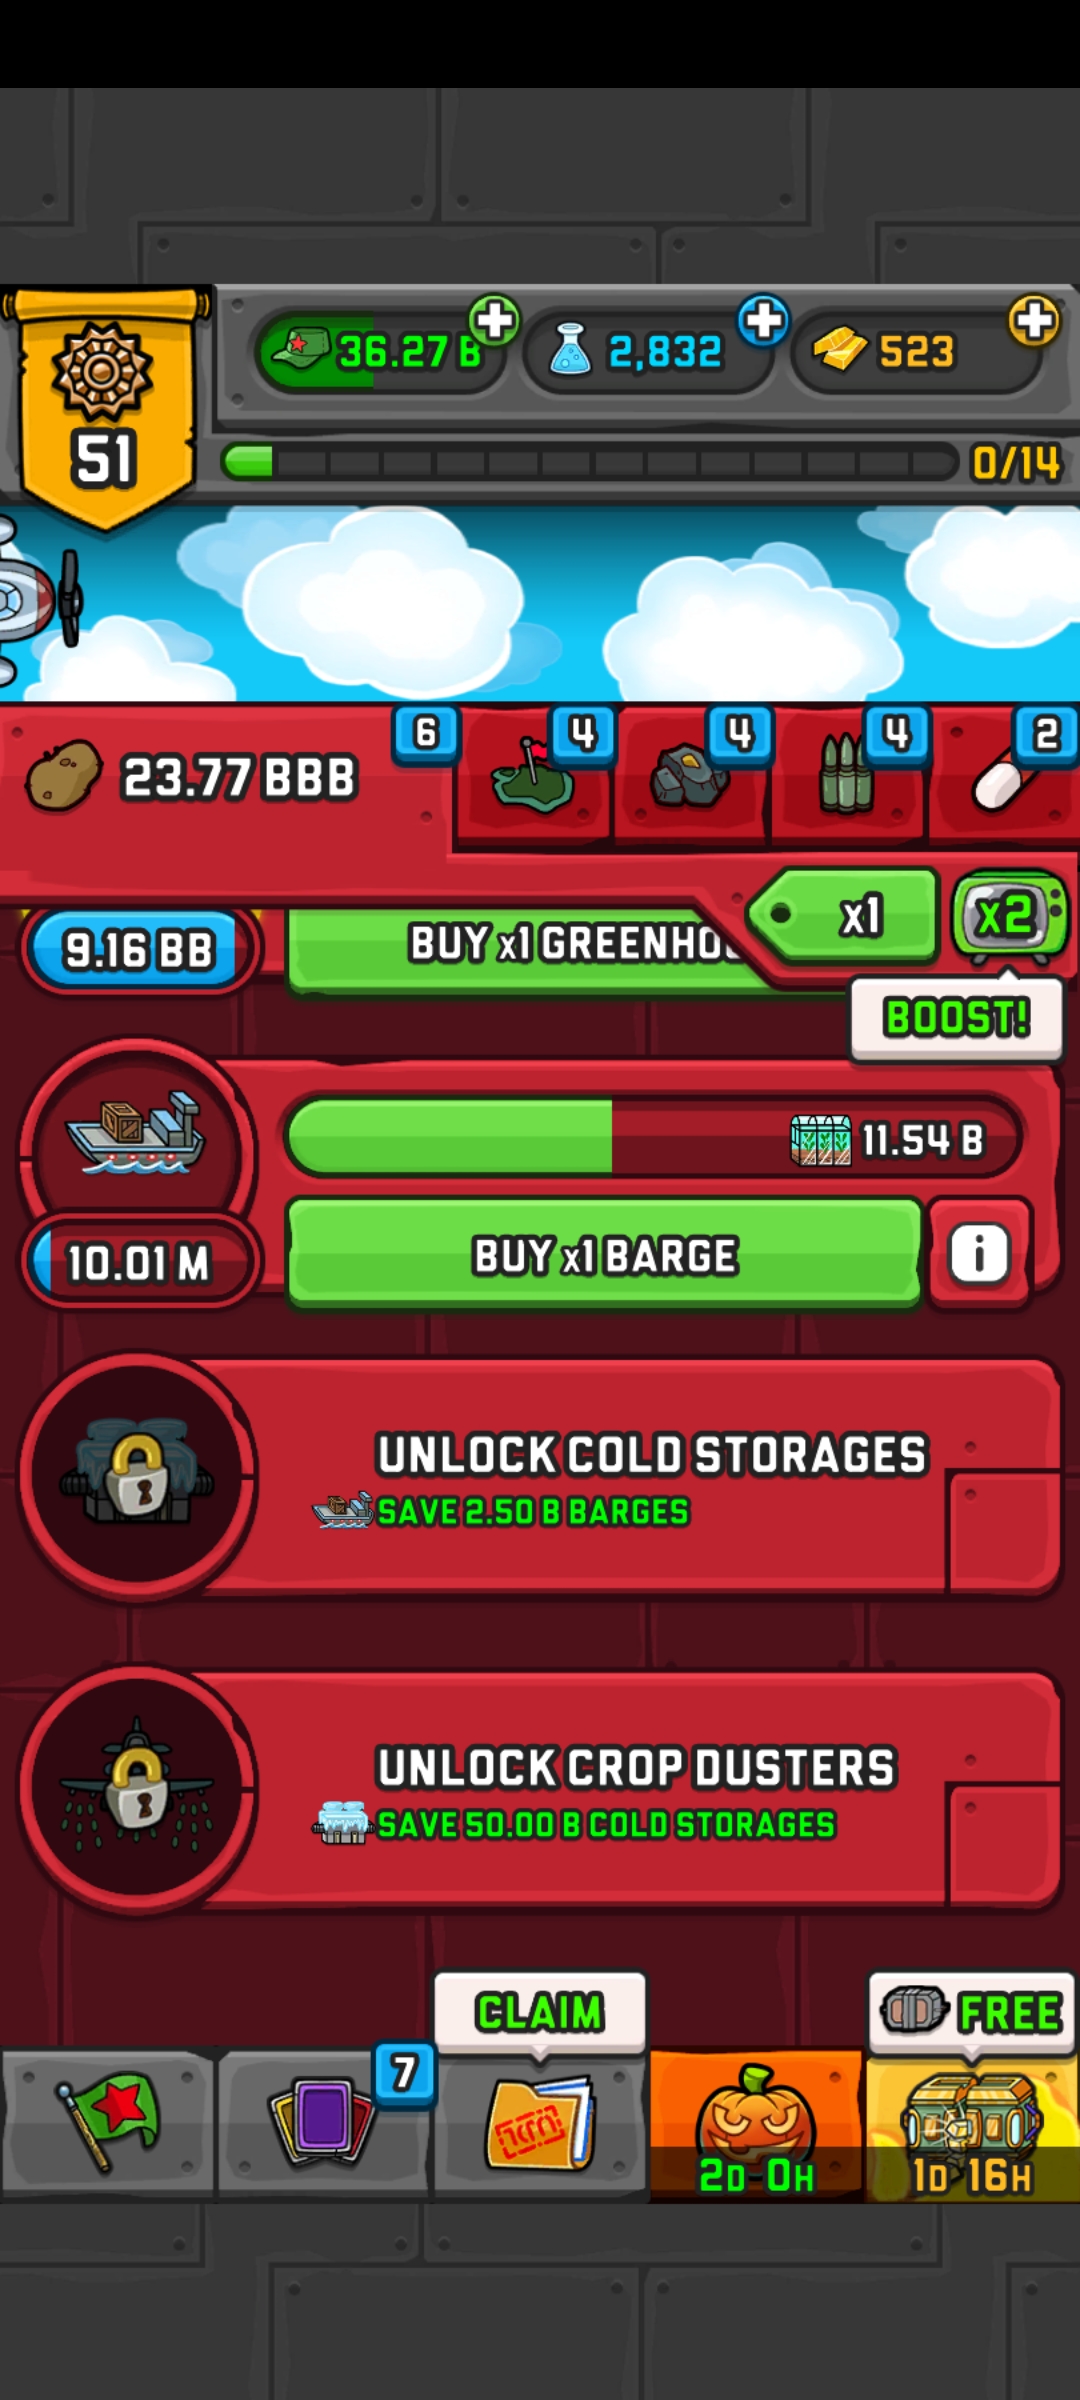 36.27 B
2,832
523
51
0/14
6
4
4
4
2
23.77 BBB
x1
x2
9.16 BB
BUY x1 GREENHO
BOOST!
11.54 B
BUY x1 BARGE
i
10.01 M
UNLOCK COLD STORAGES
SAVE 2.50 B BARGES
UNLOCK CROP DUSTERS
SAVE 50.00 B COLD STORAGES
CLAIM
FREE
7
2D 0H
1D 16H